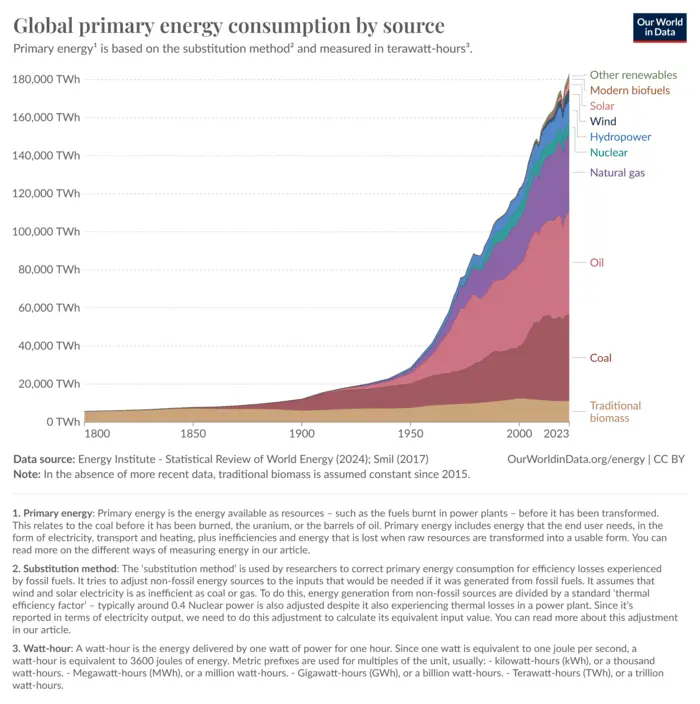 Global primary energy consumption by source
Our World
in Data
Primary energy¹ is based on the substitution method² and measured in terawatt-hours³.
180,000 TWh
160,000 TWh
140,000 TWh
120,000 TWh
100,000 TWh
80,000 TWh
60,000 TWh
40,000 TWh
20,000 TWh
0 TWh
Other renewables
Modern biofuels
Solar
Wind
Hydropower
Nuclear
Natural gas
Oil
Coal
Traditional
biomass
1800
1850
1900
1950
2000
2023
Data source: Energy Institute - Statistical Review of World Energy (2024); Smil (2017)
OurWorldinData.org/energy | CC BY
Note: In the absence of more recent data, traditional biomass is assumed constant since 2015.
1. Primary energy: Primary energy is the energy available as resources – such as the fuels burnt in power plants – before it has been transformed.
This relates to the coal before it has been burned, the uranium, or the barrels of oil. Primary energy includes energy that the end user needs, in the
form of electricity, transport and heating, plus inefficiencies and energy that is lost when raw resources are transformed into a usable form. You can
read more on the different ways of measuring energy in our article.
2. Substitution method: The ‘substitution method’ is used by researchers to correct primary energy consumption for efficiency losses experienced
by fossil fuels. It tries to adjust non-fossil energy sources to the inputs that would be needed if it was generated from fossil fuels. It assumes that
wind and solar electricity is as inefficient as coal or gas. To do this, energy generation from non-fossil sources are divided by a standard ‘thermal
efficiency factor’ – typically around 0.4 Nuclear power is also adjusted despite it also experiencing thermal losses in a power plant. Since it’s
reported in terms of electricity output, we need to do this adjustment to calculate its equivalent input value. You can read more about this adjustment
in our article.
3. Watt-hour: A watt-hour is the energy delivered by one watt of power for one hour. Since one watt is equivalent to one joule per second, a
watt-hour is equivalent to 3600 joules of energy. Metric prefixes are used for multiples of the unit, usually: - kilowatt-hours (kWh), or a thousand
watt-hours. - Megawatt-hours (MWh), or a million watt-hours. - Gigawatt-hours (GWh), or a billion watt-hours. - Terawatt-hours (TWh), or a trillion
watt-hours.